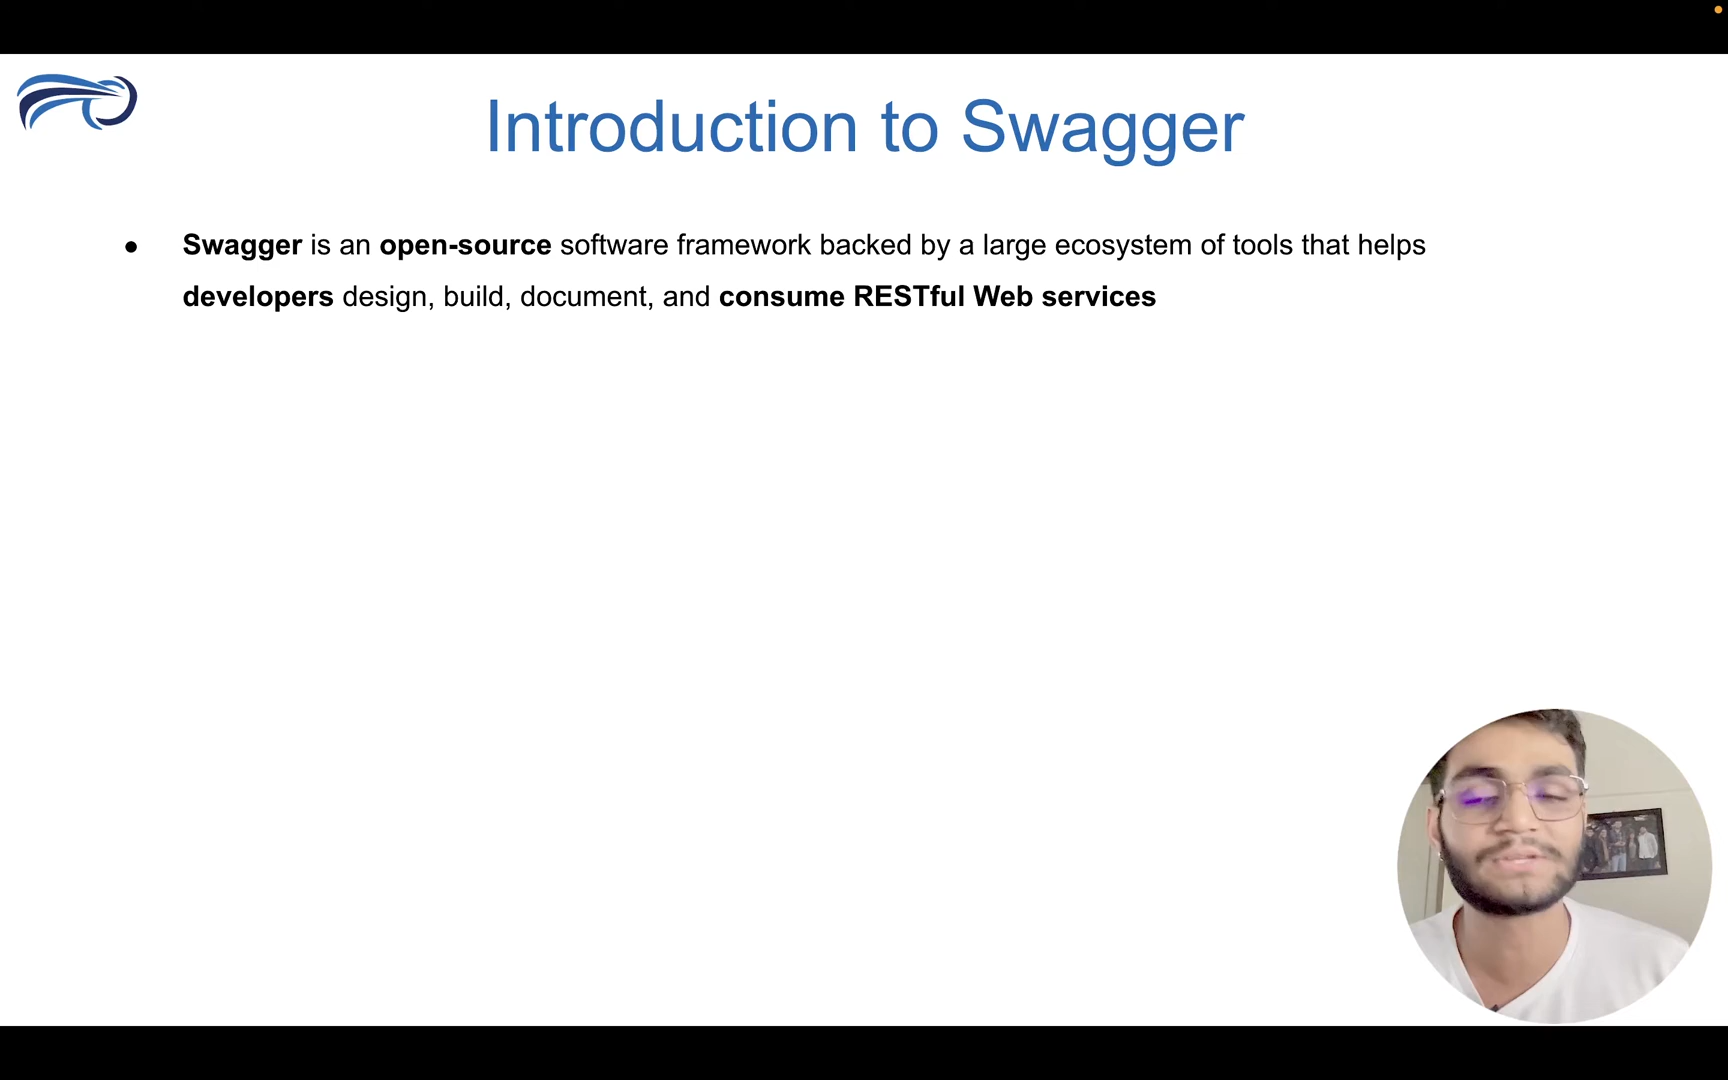 Introduction to Swagger
● Swagger is an open-source software framework backed by a large ecosystem of tools that helps
developers design, build, document, and consume RESTful Web services